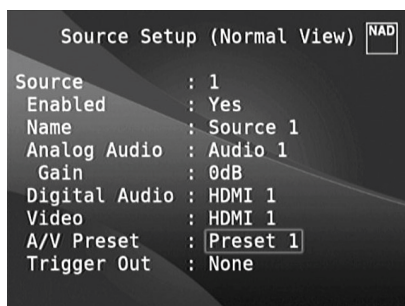 Source Setup (Normal View) NAD
Source : 1
Enabled : Yes
Name : Source 1
Analog Audio : Audio 1
Gain : 0dB
Digital Audio : HDMI 1
Video : HDMI 1
A/V Preset : Preset 1
Trigger Out : None